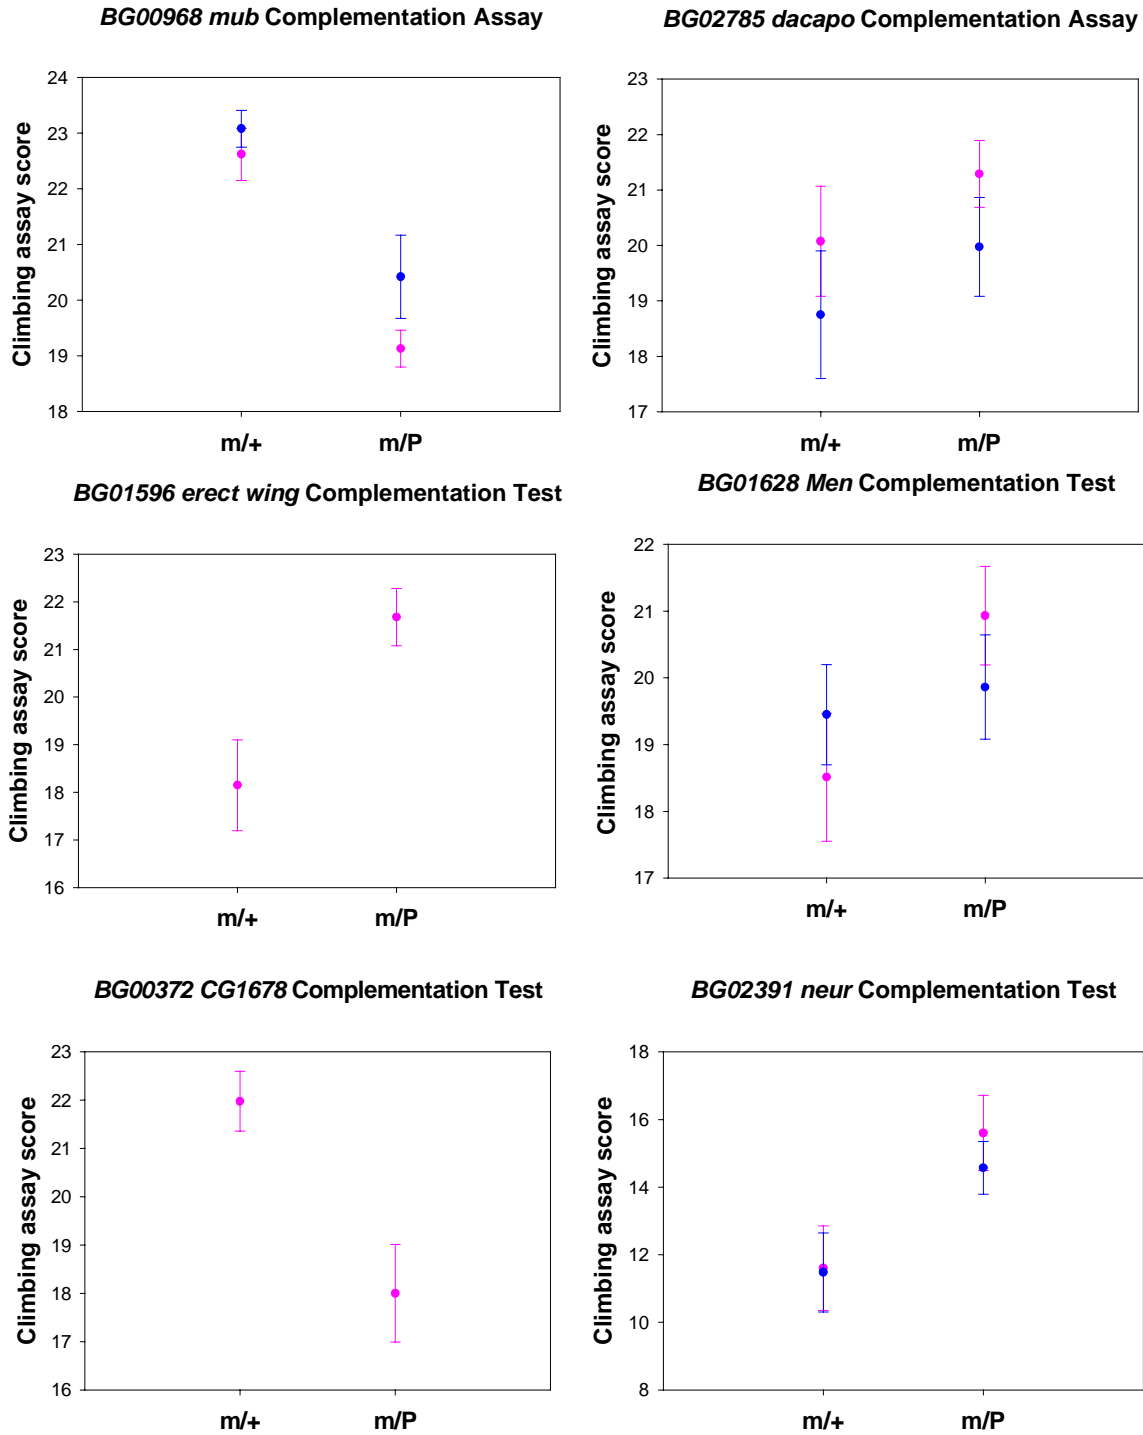 BG00968 mub Complementation Assay
24
23
22
21
20
19
18
Climbing assay score
m/+ m/P
BG02785 dacapo Complementation Assay
23
22
21
20
19
18
17
Climbing assay score
m/+ m/P
BG01596 erect wing Complementation Test
23
22
21
20
19
18
17
16
Climbing assay score
m/+ m/P
BG01628 Men Complementation Test
22
21
20
19
18
17
Climbing assay score
m/+ m/P
BG00372 CG1678 Complementation Test
23
22
21
20
19
18
17
16
Climbing assay score
m/+ m/P
BG02391 neur Complementation Test
18
16
14
12
10
8
Climbing assay score
m/+ m/P